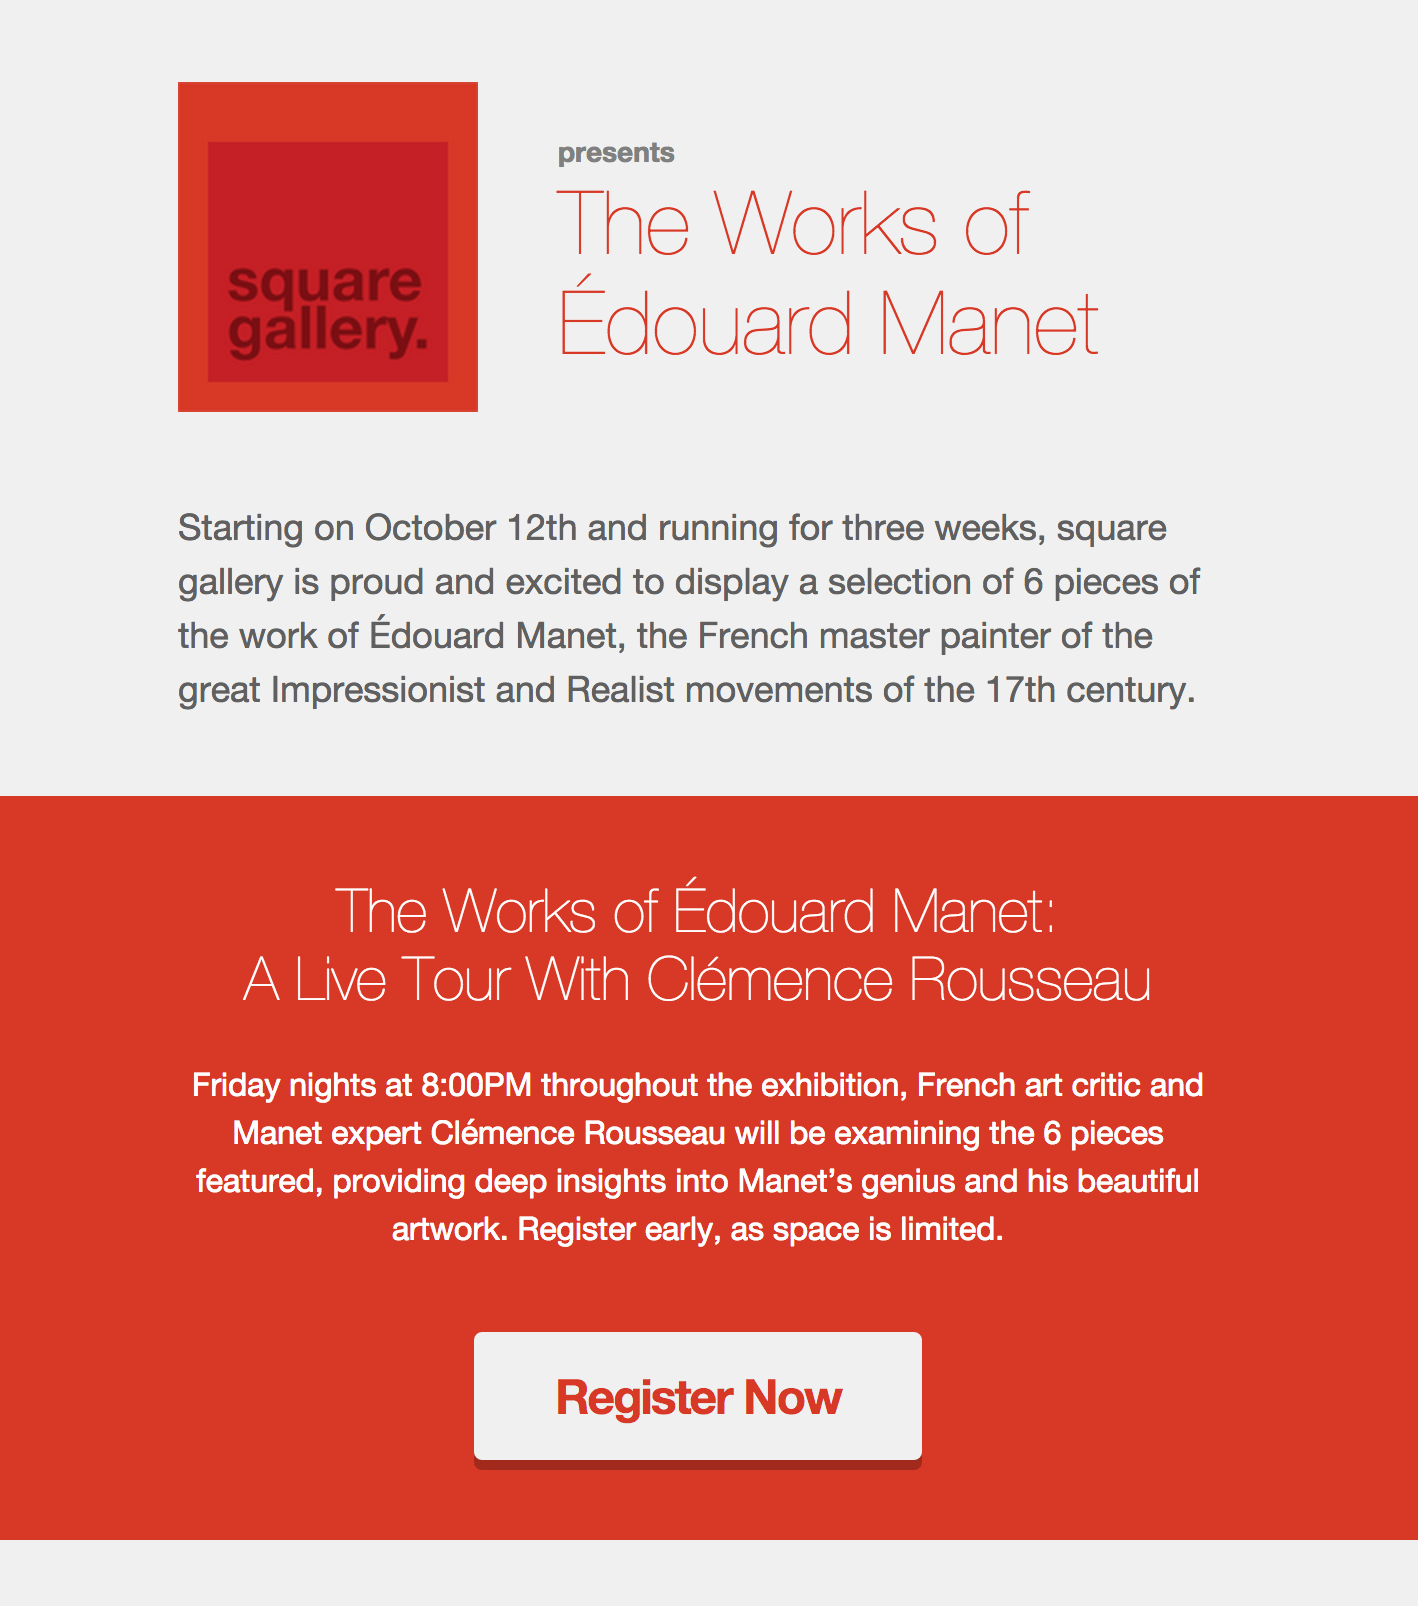 square
gallery.
presents
The Works of
Édouard Manet
Starting on October 12th and running for three weeks, square
gallery is proud and excited to display a selection of 6 pieces of
the work of Édouard Manet, the French master painter of the
great Impressionist and Realist movements of the 17th century.
The Works of Édouard Manet:
A Live Tour With Clémence Rousseau
Friday nights at 8:00PM throughout the exhibition, French art critic and
Manet expert Clémence Rousseau will be examining the 6 pieces
featured, providing deep insights into Manet’s genius and his beautiful
artwork. Register early, as space is limited.
Register Now